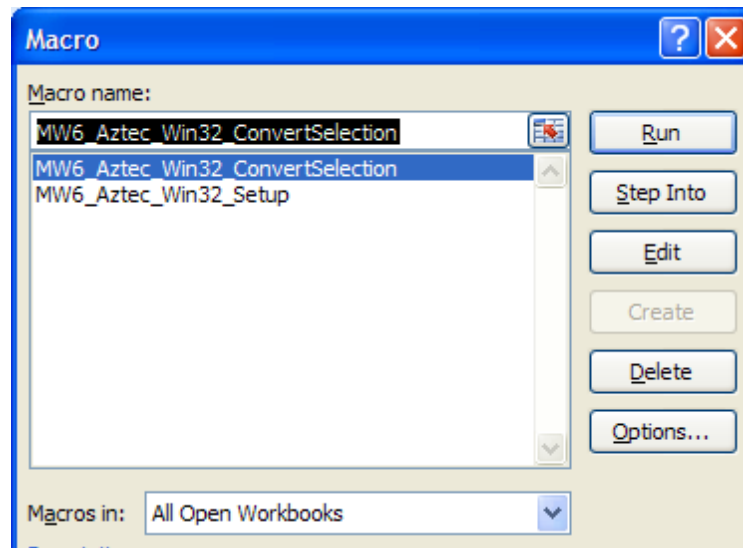 Macro
Macro name:
MW6_Aztec_Win32_ConvertSelection
MW6_Aztec_Win32_ConvertSelection
MW6_Aztec_Win32_Setup
Run
Step Into
Edit
Create
Delete
Options...
Macros in: All Open Workbooks